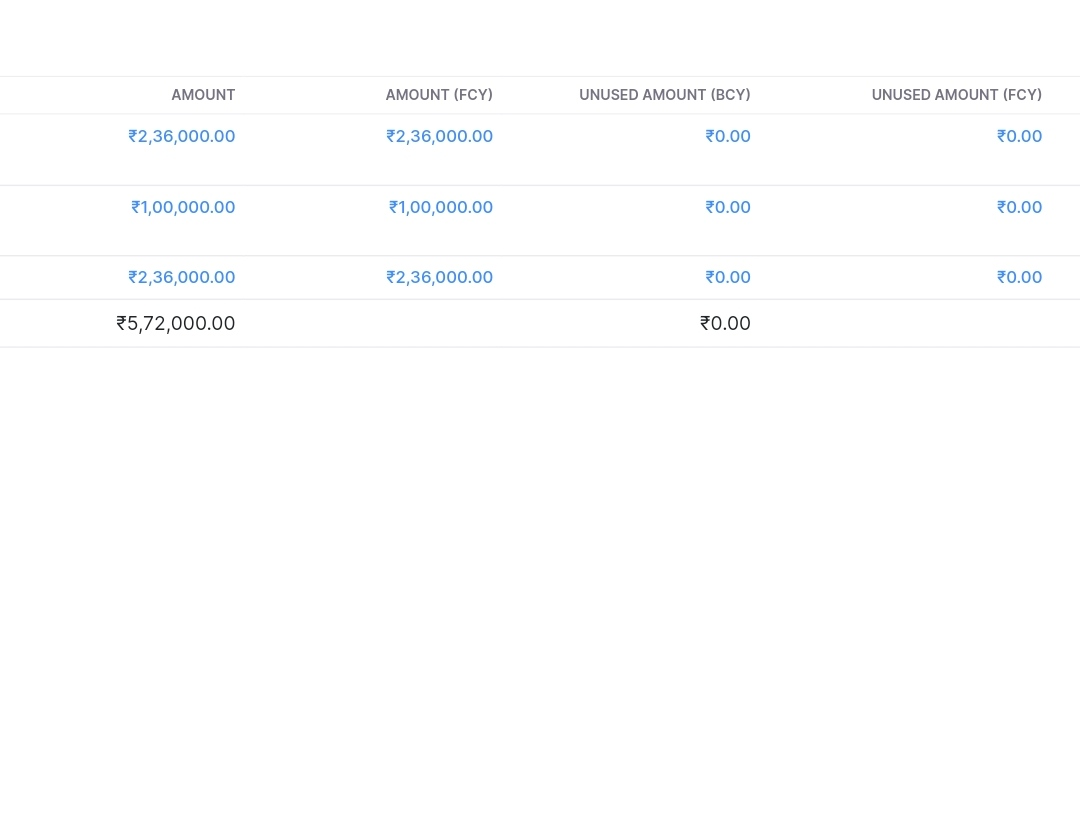 AMOUNT AMOUNT (FCY) UNUSED AMOUNT (BCY) UNUSED AMOUNT (FCY)
₹2,36,000.00 ₹2,36,000.00 ₹0.00 ₹0.00
₹1,00,000.00 ₹1,00,000.00 ₹0.00 ₹0.00
₹2,36,000.00 ₹2,36,000.00 ₹0.00 ₹0.00
₹5,72,000.00 ₹0.00